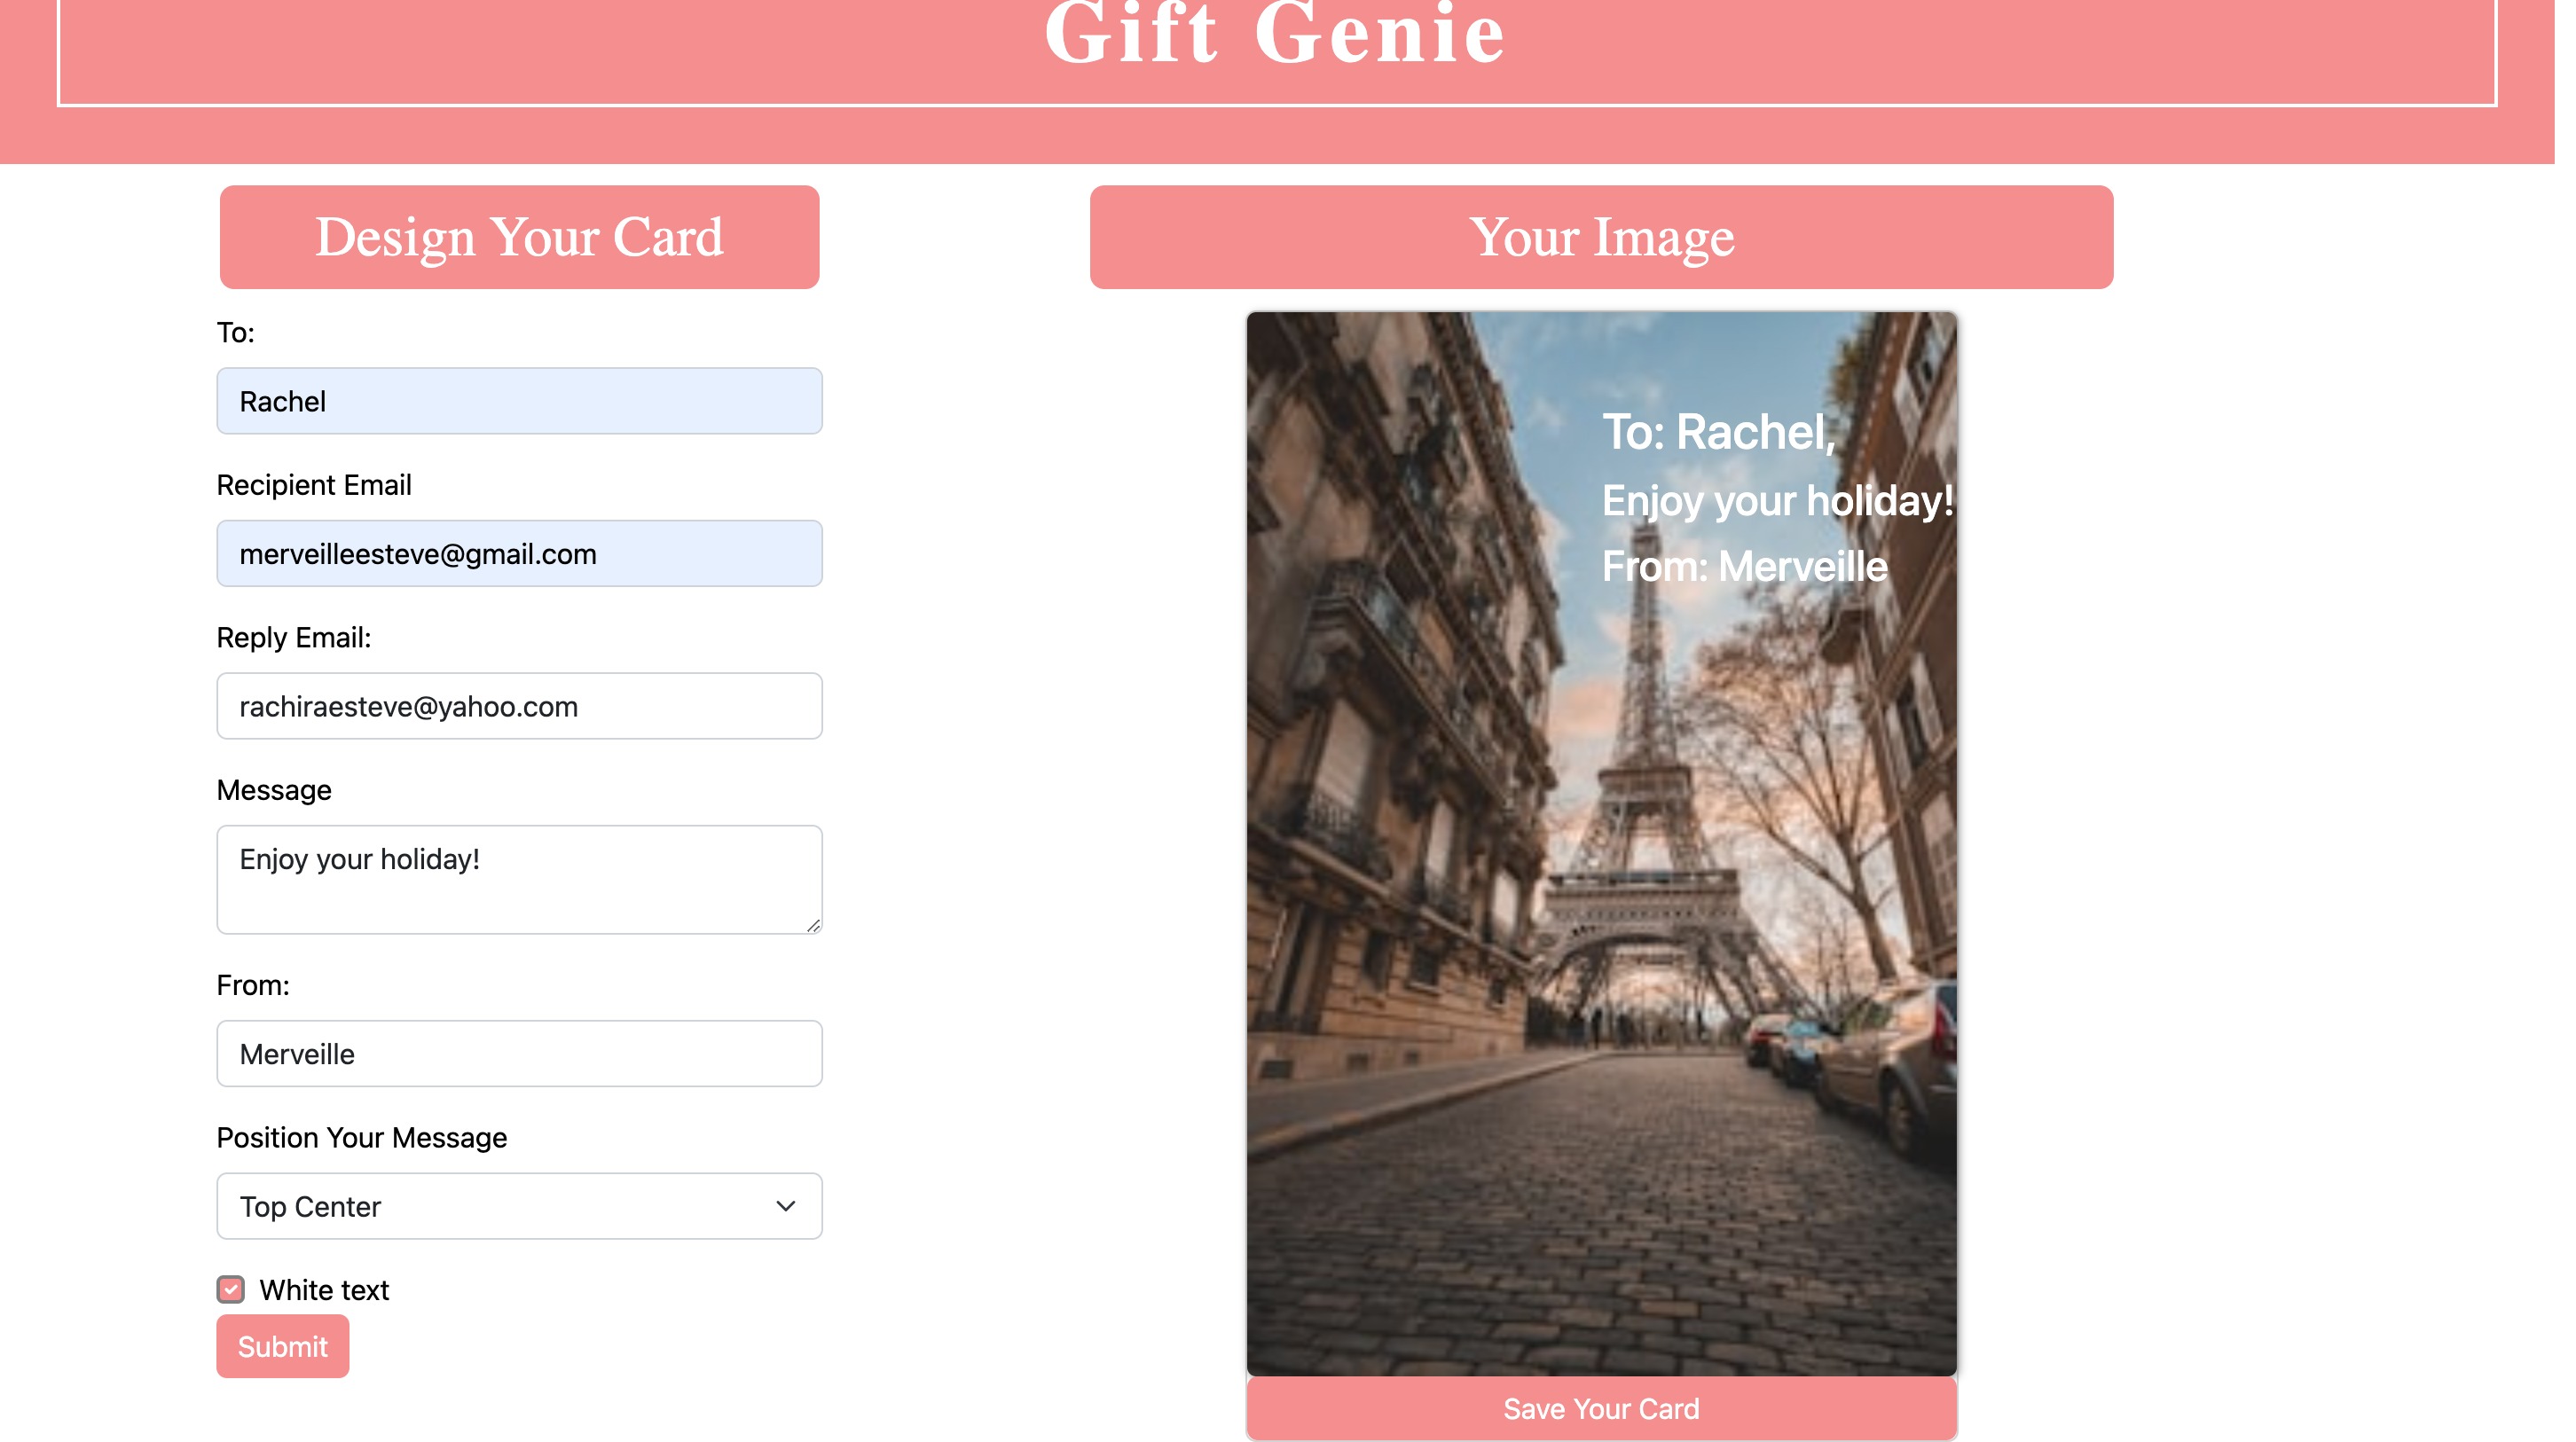 Gift Genie
Design Your Card
To:
Rachel
Recipient Email
merveilleesteve@gmail.com
Reply Email:
rachiraesteve@yahoo.com
Message
Enjoy your holiday!
From:
Merveille
Position Your Message
Top Center
White text
Submit
Your Image
To: Rachel,
Enjoy your holiday!
From: Merveille
Save Your Card